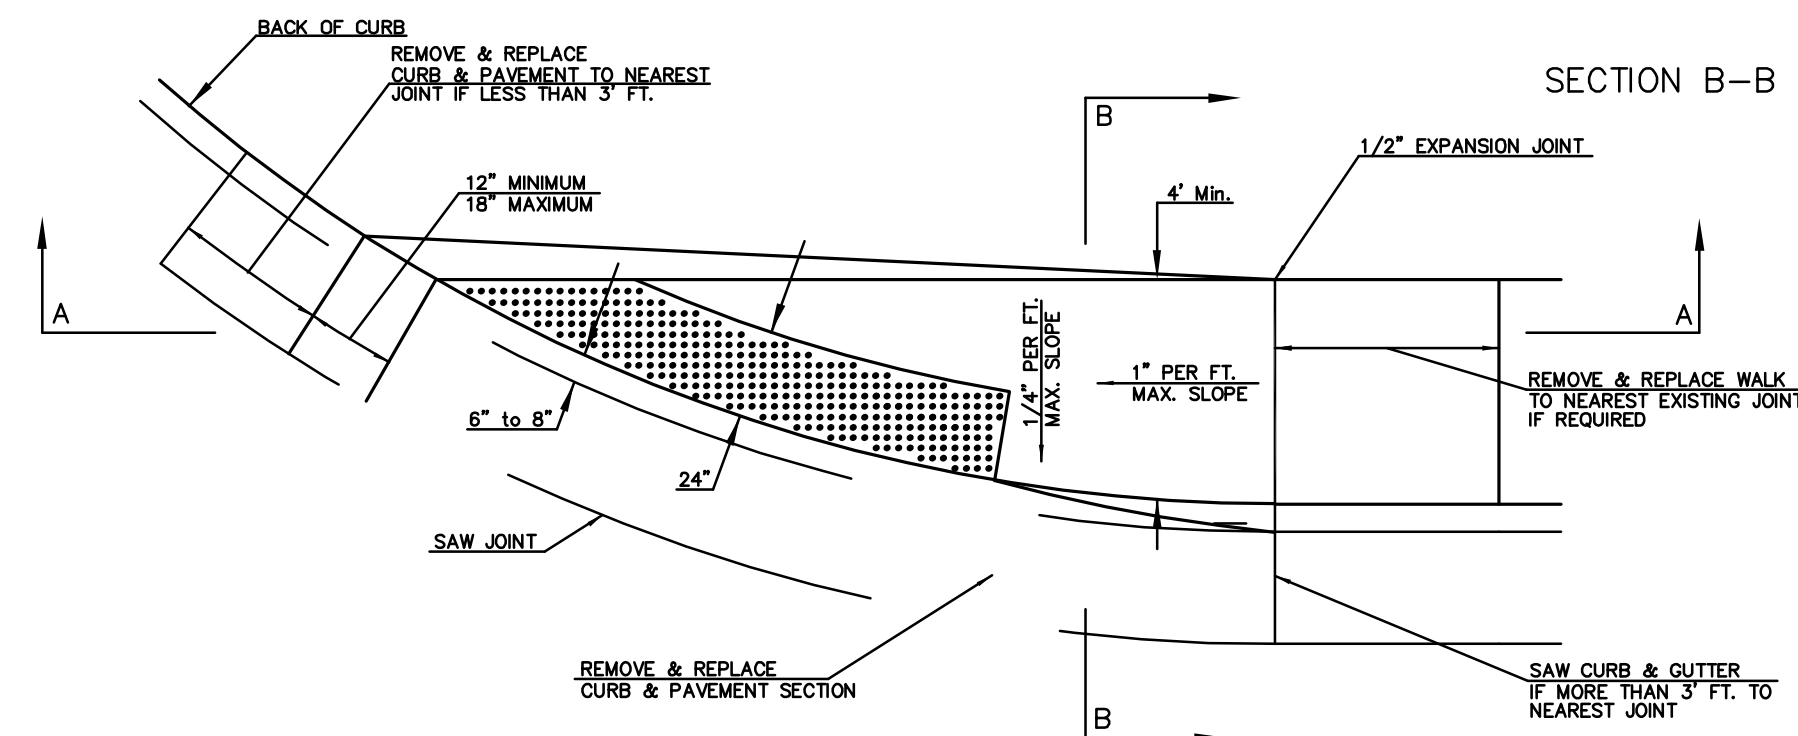 BACK OF CURB
REMOVE & REPLACE
CURB & PAVEMENT TO NEAREST
JOINT IF LESS THAN 3' FT.
SECTION B-B
B
1/2" EXPANSION JOINT
12" MINIMUM
18" MAXIMUM
4' Min.
A
A
1/4" PER FT.
MAX. SLOPE
1" PER FT.
MAX. SLOPE
REMOVE & REPLACE WALK
TO NEAREST EXISTING JOINT
IF REQUIRED
6" to 8"
24"
SAW JOINT
REMOVE & REPLACE
CURB & PAVEMENT SECTION
SAW CURB & GUTTER
IF MORE THAN 3' FT. TO
NEAREST JOINT
B